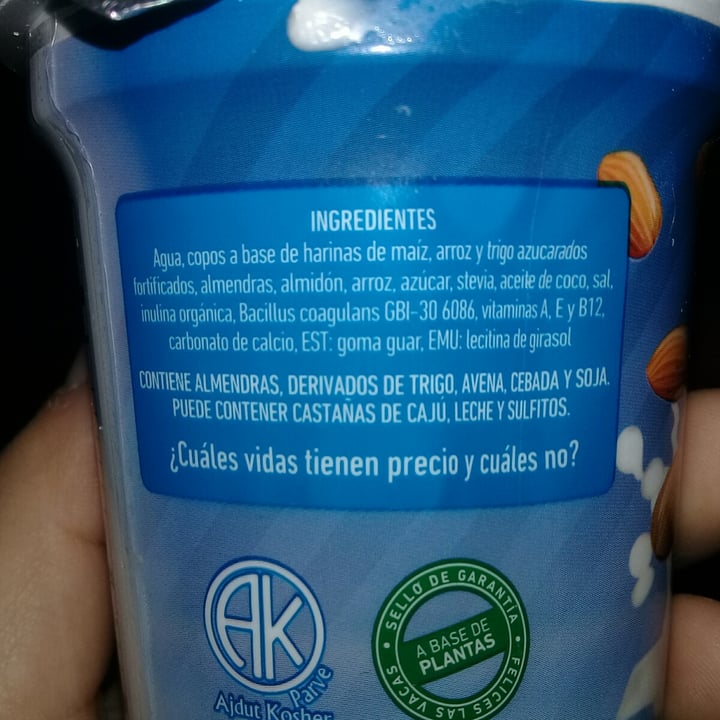 INGREDIENTES
Agua, copos a base de harinas de maíz, arroz y trigo azucarados
fortificados, almendras, almidón, arroz, azúcar, stevia, aceite de coco, sal,
inulina orgánica, Bacillus coagulans GBI-30 6086, vitaminas A, E y B12,
carbonato de calcio, EST: goma guar, EMU: lecitina de girasol
CONTIENE ALMENDRAS, DERIVADOS DE TRIGO, AVENA, CEBADA Y SOJA.
PUEDE CONTENER CASTAÑAS DE CAJÚ, LECHE Y SULFITOS.
¿Cuáles vidas tienen precio y cuáles no?
AK
Parve
Ajdut Kosher
SELLO DE GARANTÍA
A BASE DE
PLANTAS
FELICES LAS VACAS